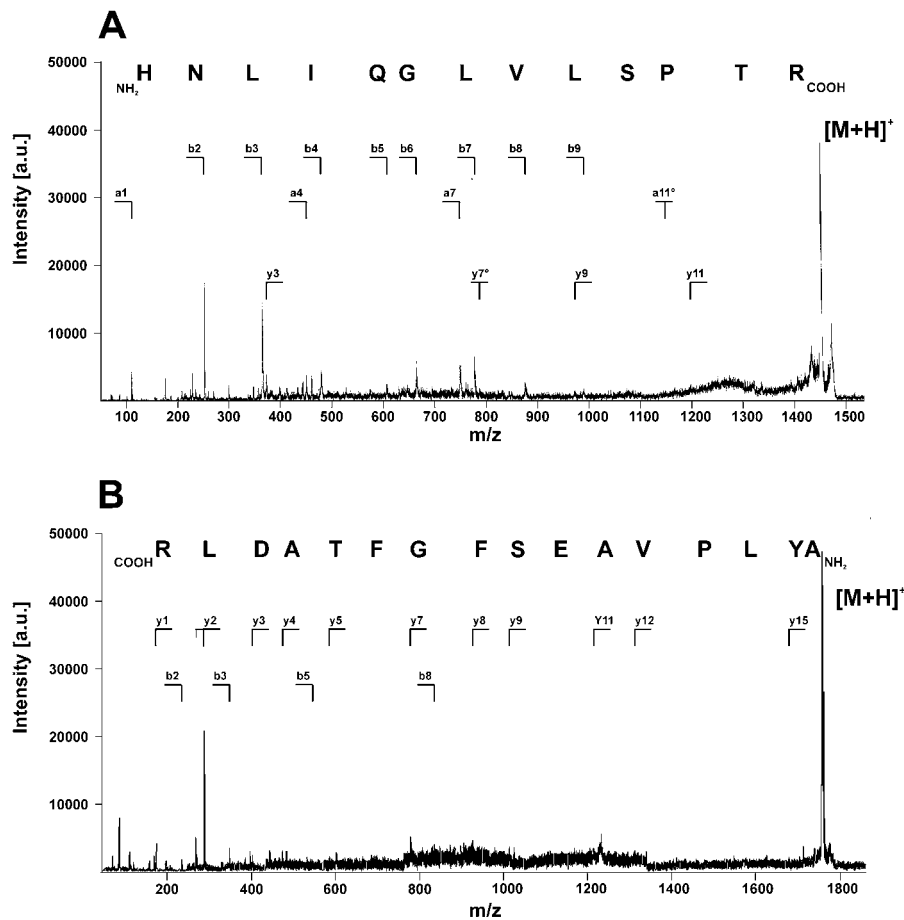 A
50000
40000
30000
20000
10000
Intensity [a.u.]
NH2 H N L I Q G L V L S P T R COOH
[M+H]+
b2 b3 b4 b5 b6 b7 b8 b9
a1 a4 a7 a11°
y3 y7° y9 y11
100 200 300 400 500 600 700 800 900 1000 1100 1200 1300 1400 1500
m/z
B
50000
40000
30000
20000
10000
Intensity [a.u.]
COOH R L D A T F G F S E A V P L YA NH2
[M+H]+
y1 y2 y3 y4 y5 y7 y8 y9 Y11 y12 y15
b2 b3 b5 b8
200 400 600 800 1000 1200 1400 1600 1800
m/z